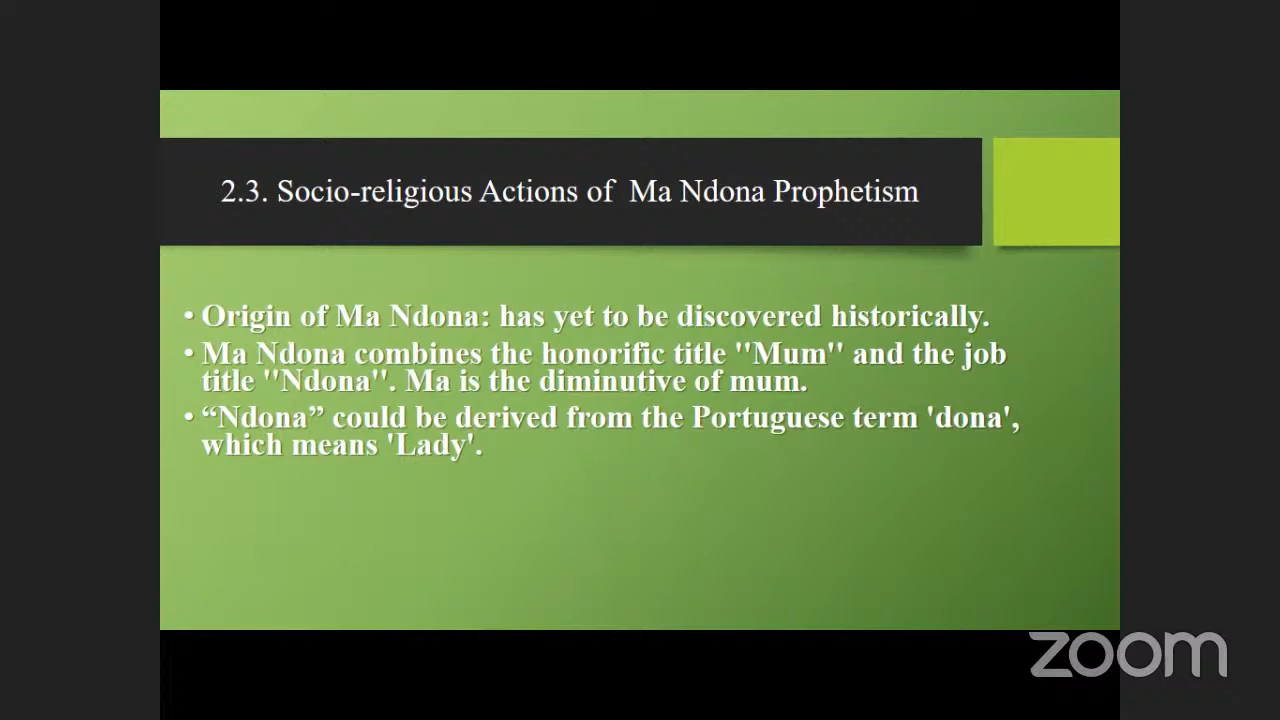 2.3. Socio-religious Actions of Ma Ndona Prophetism
• Origin of Ma Ndona: has yet to be discovered historically.
• Ma Ndona combines the honorific title "Mum" and the job
title "Ndona". Ma is the diminutive of mum.
• “Ndona” could be derived from the Portuguese term 'dona',
which means 'Lady'.
zoom